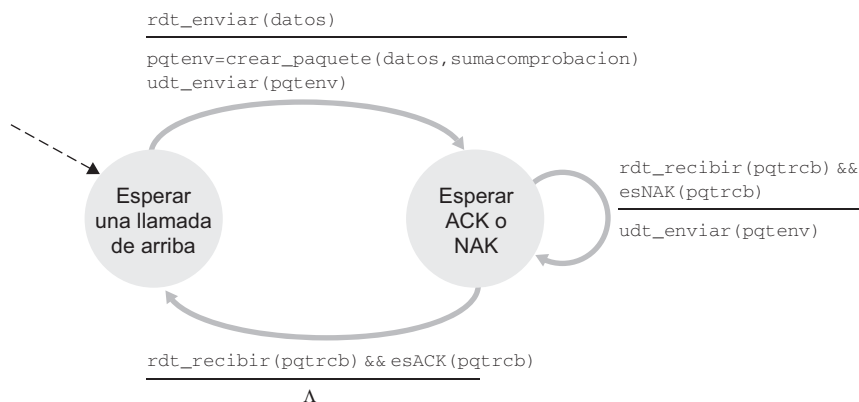 rdt_enviar(datos)
pqtenv=crear_paquete(datos,sumacomprobacion)
udt_enviar(pqtenv)
Esperar
una llamada
de arriba
Esperar
ACK o
NAK
rdt_recibir(pqtrcb) &&
esNAK(pqtrcb)
udt_enviar(pqtenv)
rdt_recibir(pqtrcb) && esACK(pqtrcb)
Λ